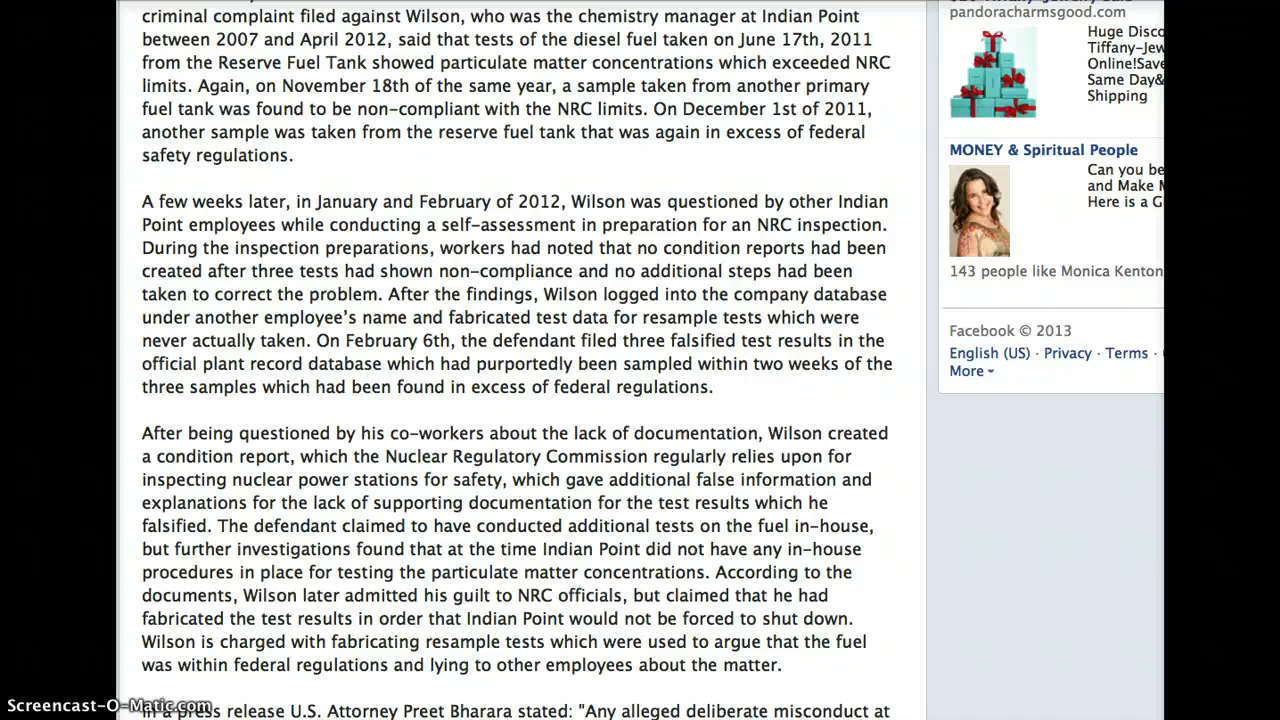 criminal complaint filed against Wilson, who was the chemistry manager at Indian Point
between 2007 and April 2012, said that tests of the diesel fuel taken on June 17th, 2011
from the Reserve Fuel Tank showed particulate matter concentrations which exceeded NRC
limits. Again, on November 18th of the same year, a sample taken from another primary
fuel tank was found to be non-compliant with the NRC limits. On December 1st of 2011,
another sample was taken from the reserve fuel tank that was again in excess of federal
safety regulations.
A few weeks later, in January and February of 2012, Wilson was questioned by other Indian
Point employees while conducting a self-assessment in preparation for an NRC inspection.
During the inspection preparations, workers had noted that no condition reports had been
created after three tests had shown non-compliance and no additional steps had been
taken to correct the problem. After the findings, Wilson logged into the company database
under another employee's name and fabricated test data for resample tests which were
never actually taken. On February 6th, the defendant filed three falsified test results in the
official plant record database which had purportedly been sampled within two weeks of the
three samples which had been found in excess of federal regulations.
After being questioned by his co-workers about the lack of documentation, Wilson created
a condition report, which the Nuclear Regulatory Commission regularly relies upon for
inspecting nuclear power stations for safety, which gave additional false information and
explanations for the lack of supporting documentation for the test results which he
falsified. The defendant claimed to have conducted additional tests on the fuel in-house,
but further investigations found that at the time Indian Point did not have any in-house
procedures in place for testing the particulate matter concentrations. According to the
documents, Wilson later admitted his guilt to NRC officials, but claimed that he had
fabricated the test results in order that Indian Point would not be forced to shut down.
Wilson is charged with fabricating resample tests which were used to argue that the fuel
was within federal regulations and lying to other employees about the matter.
In a press release U.S. Attorney Preet Bharara stated: "Any alleged deliberate misconduct at
pandoracharmsgood.com
Huge Disco
Tiffany-Jew
Online!Save
Same Day&
Shipping
MONEY & Spiritual People
Can you be
and Make M
Here is a G
143 people like Monica Kenton
Facebook © 2013
English (US) · Privacy · Terms ·
More
Screencast-O-Matic.com